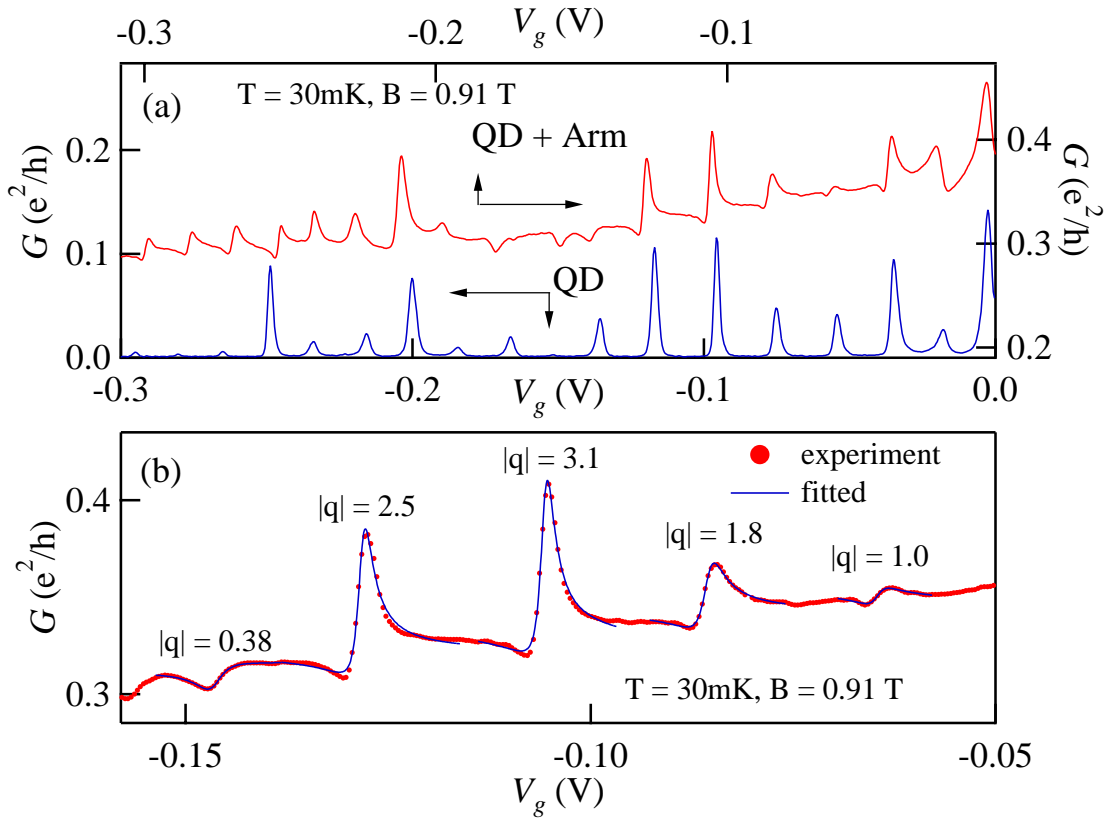 V_g (V)
-0.3 -0.2 -0.1
(a)
T = 30mK, B = 0.91 T
QD + Arm
QD
G (e²/h)
0.2
0.1
0.0
G (e²/h)
0.4
0.3
0.2
-0.3 -0.2 -0.1 0.0
V_g (V)
(b)
|q| = 3.1
experiment
fitted
|q| = 2.5
|q| = 1.8
|q| = 1.0
|q| = 0.38
T = 30mK, B = 0.91 T
G (e²/h)
0.4
0.3
-0.15 -0.10 -0.05
V_g (V)